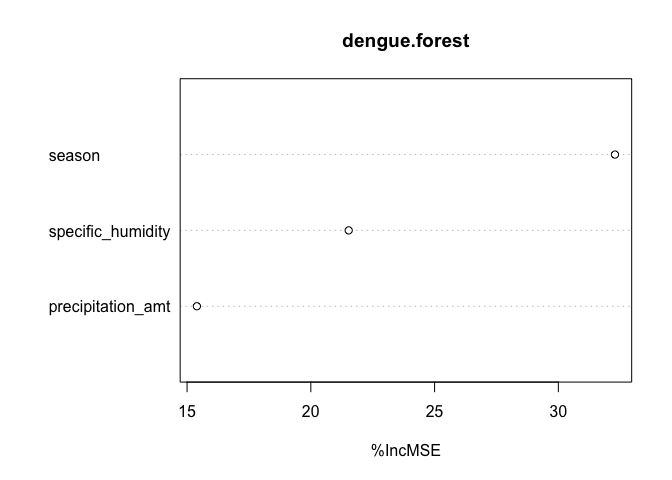 dengue.forest
season
specific_humidity
precipitation_amt
15 20 25 30
%IncMSE